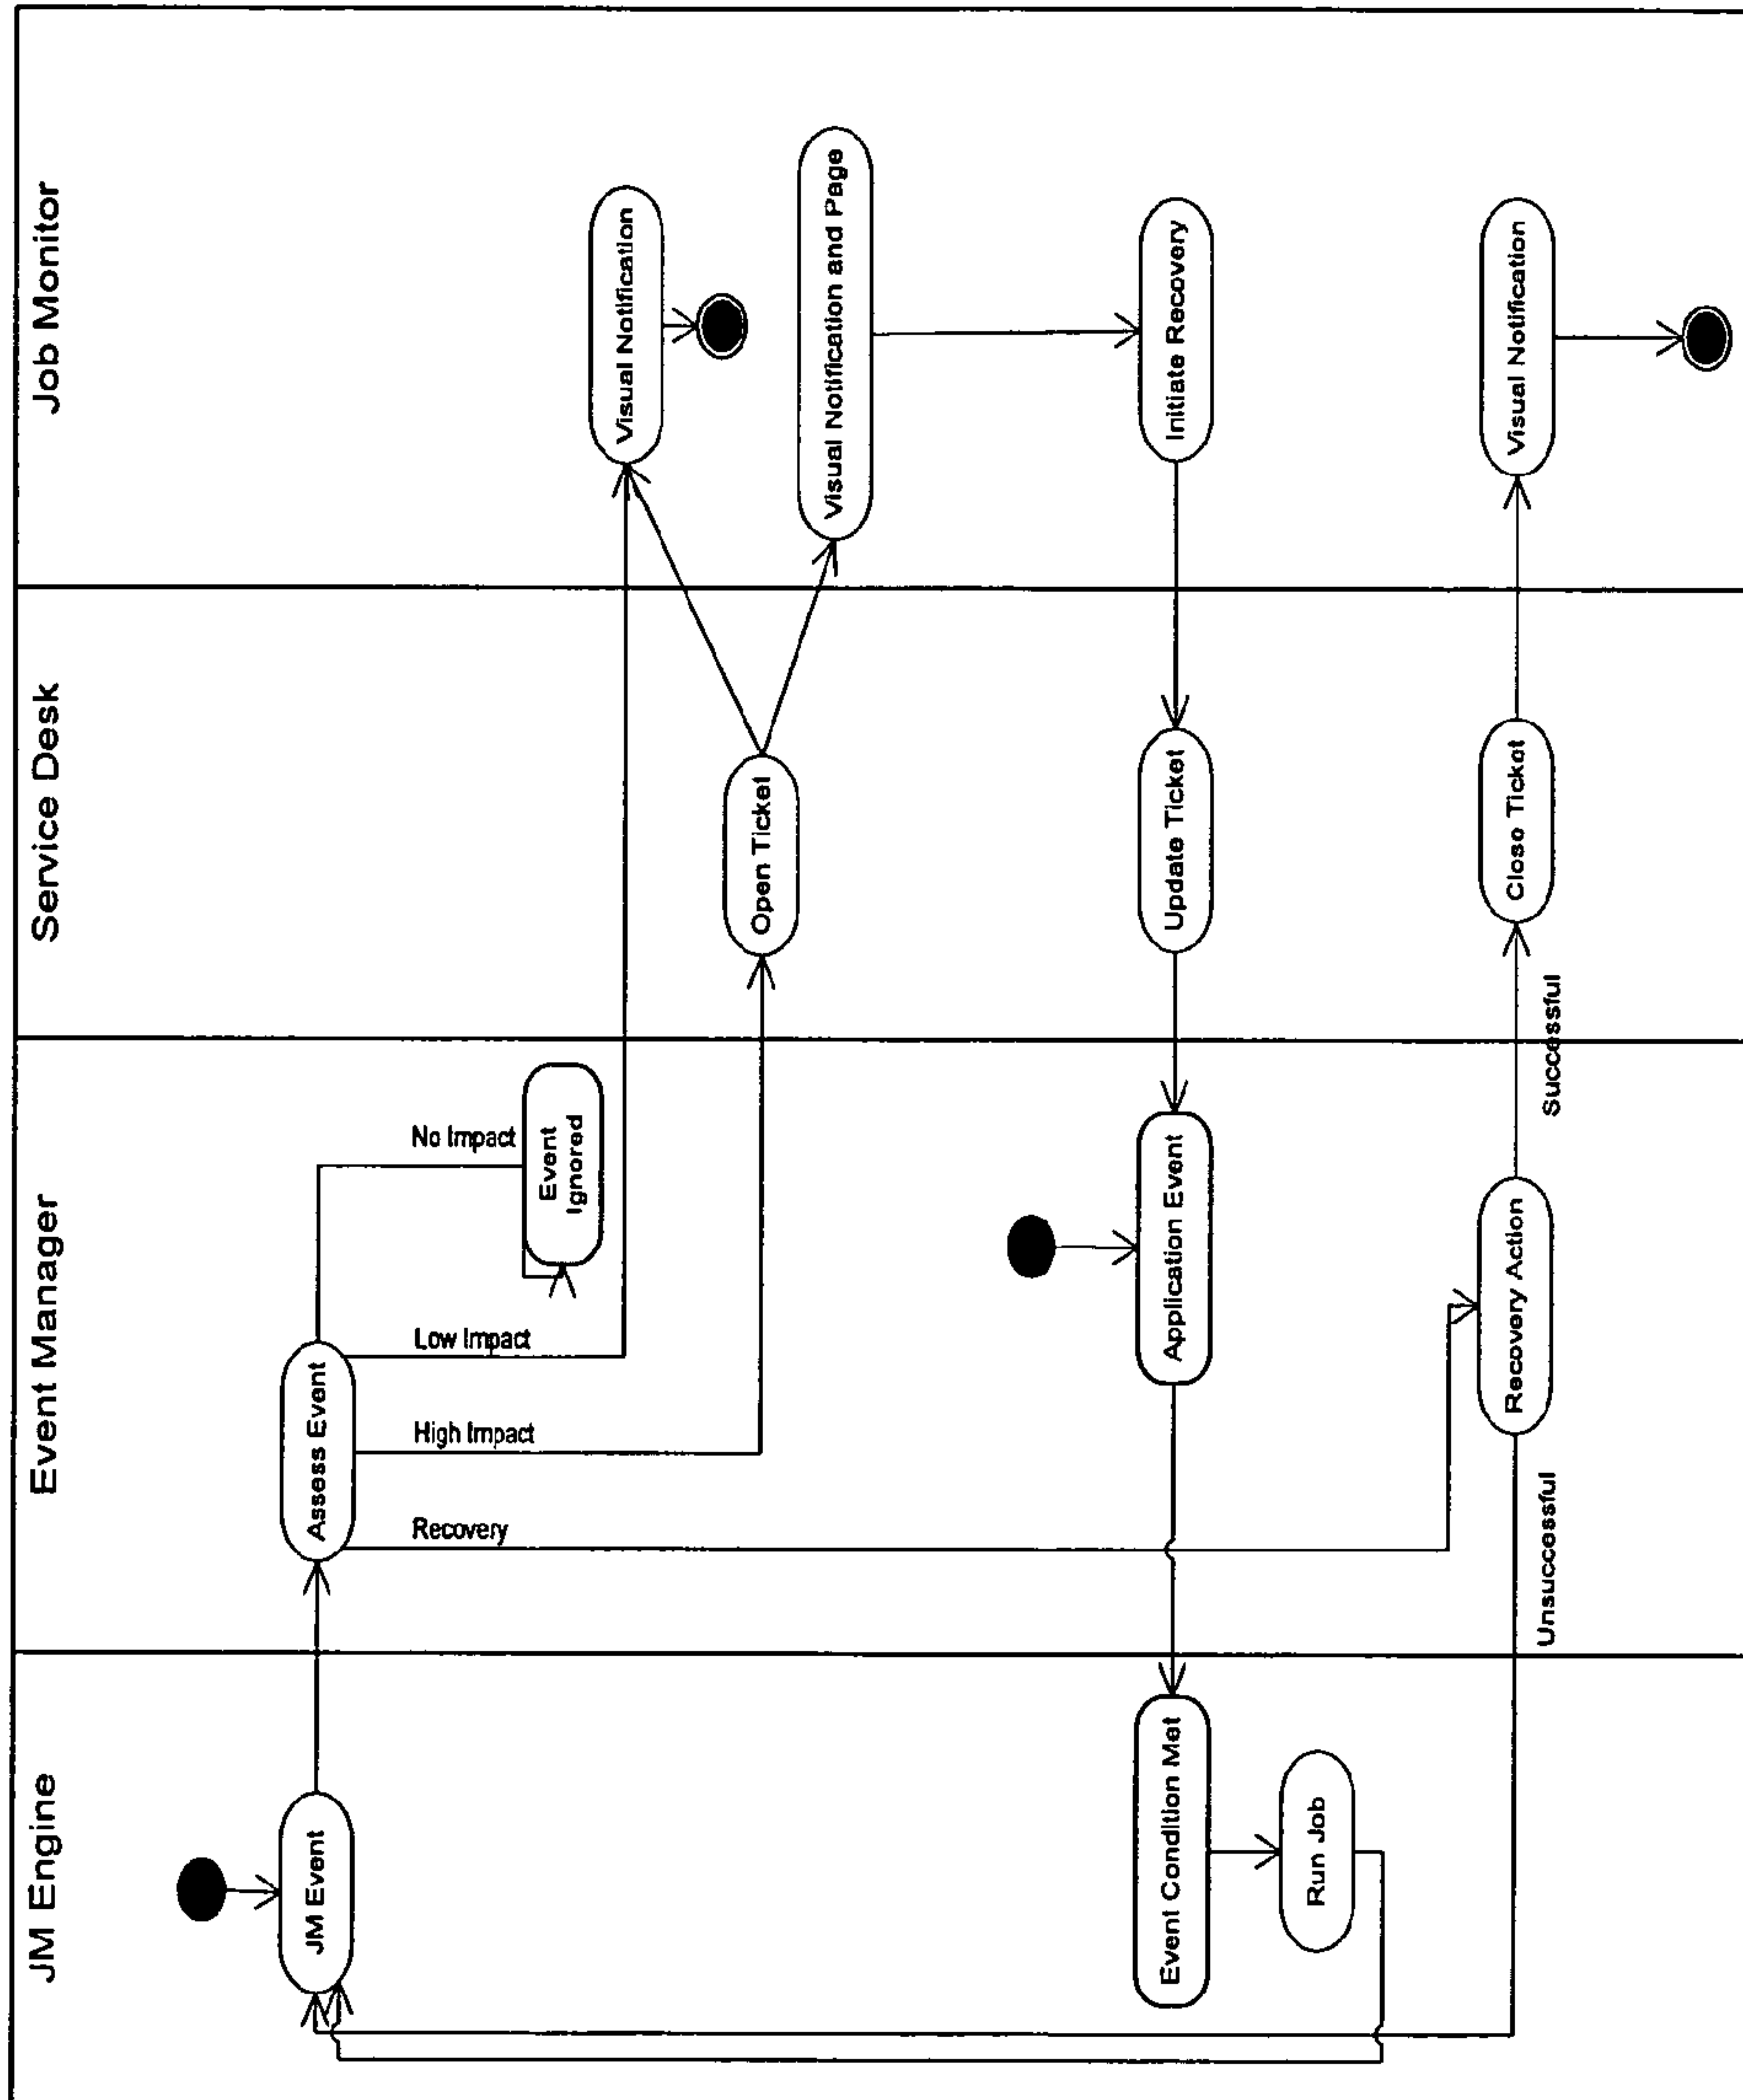 JM Engine
Event Manager
Service Desk
Job Monitor
JM Event
Assess Event
No Impact
Low Impact
High Impact
Recovery
Event
Ignored
Visual Notification
Open Ticket
Visual Notification and Page
Initiate Recovery
Update Ticket
Application Event
Event Condition Met
Run Job
Recovery Action
Unsuccessful
Successful
Close Ticket
Visual Notification